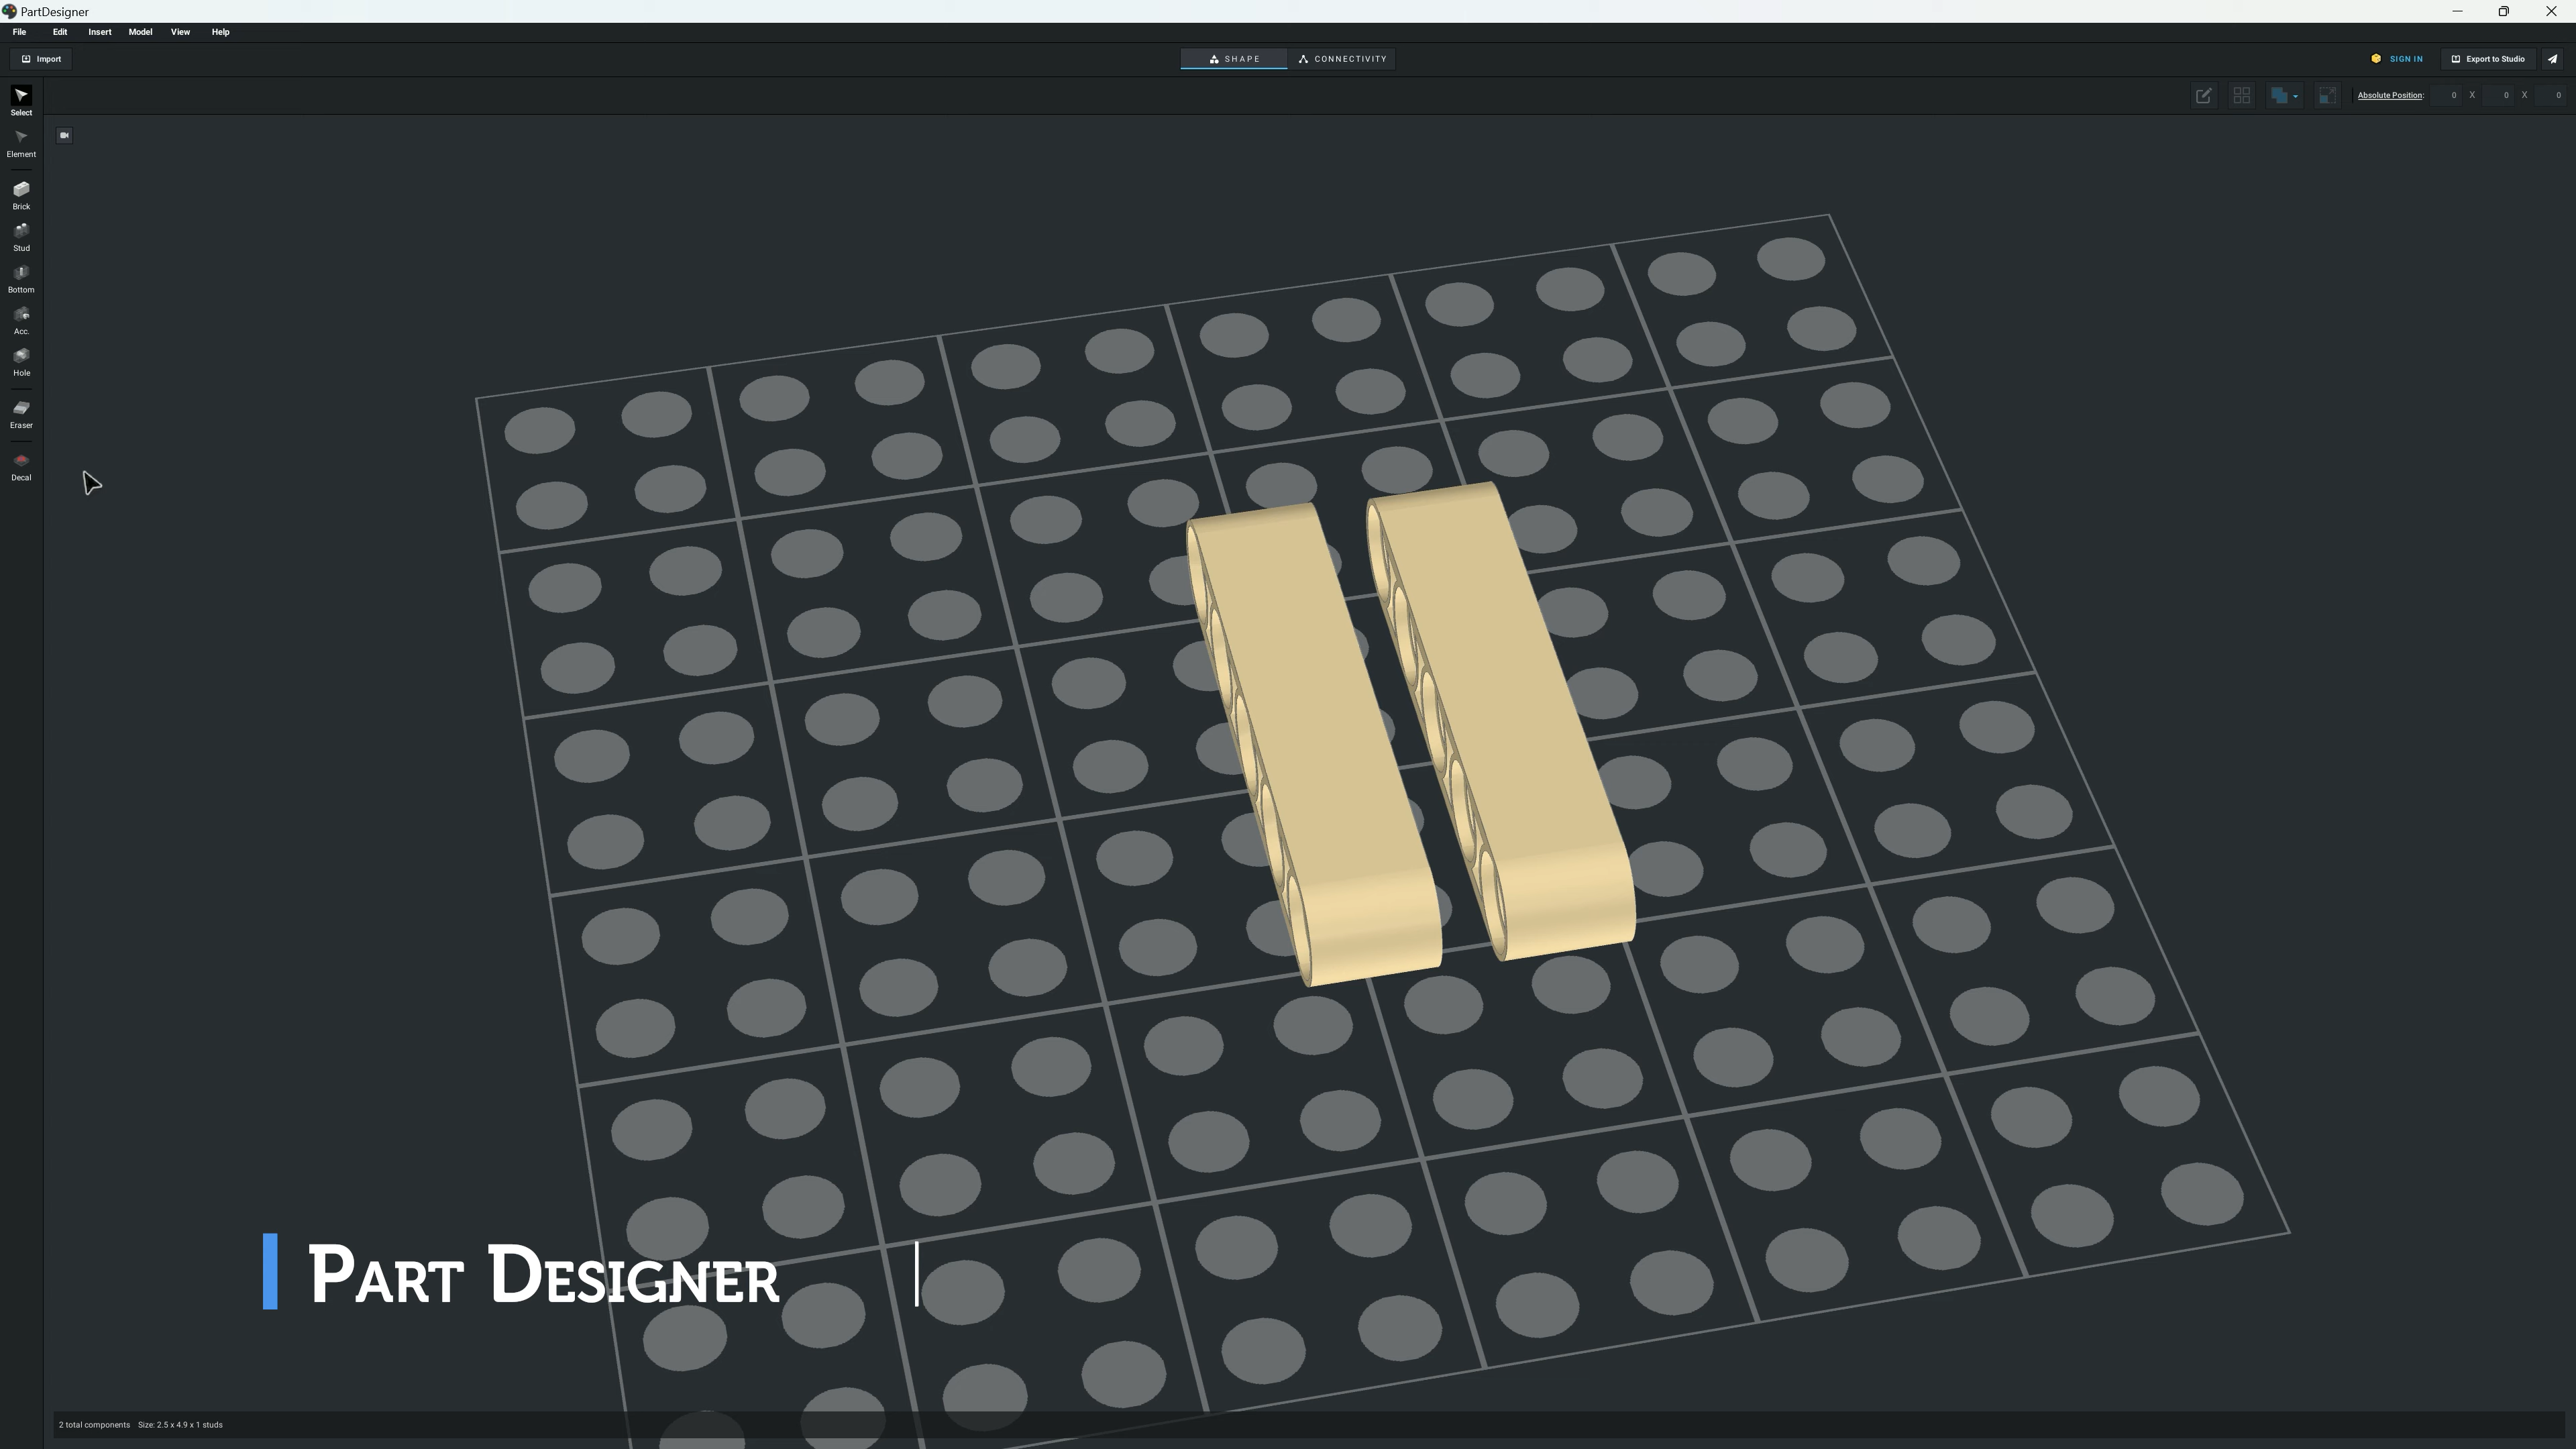 PartDesigner
File Edit Insert Model View Help
Import
SHAPE CONNECTIVITY
SIGN IN Export to Studio
Absolute Position: 0 X 0 X 0
Select
Element
Brick
Stud
Bottom
Acc.
Hole
Eraser
Decal
Part Designer
2 total components Size: 2.5 x 4.9 x 1 studs